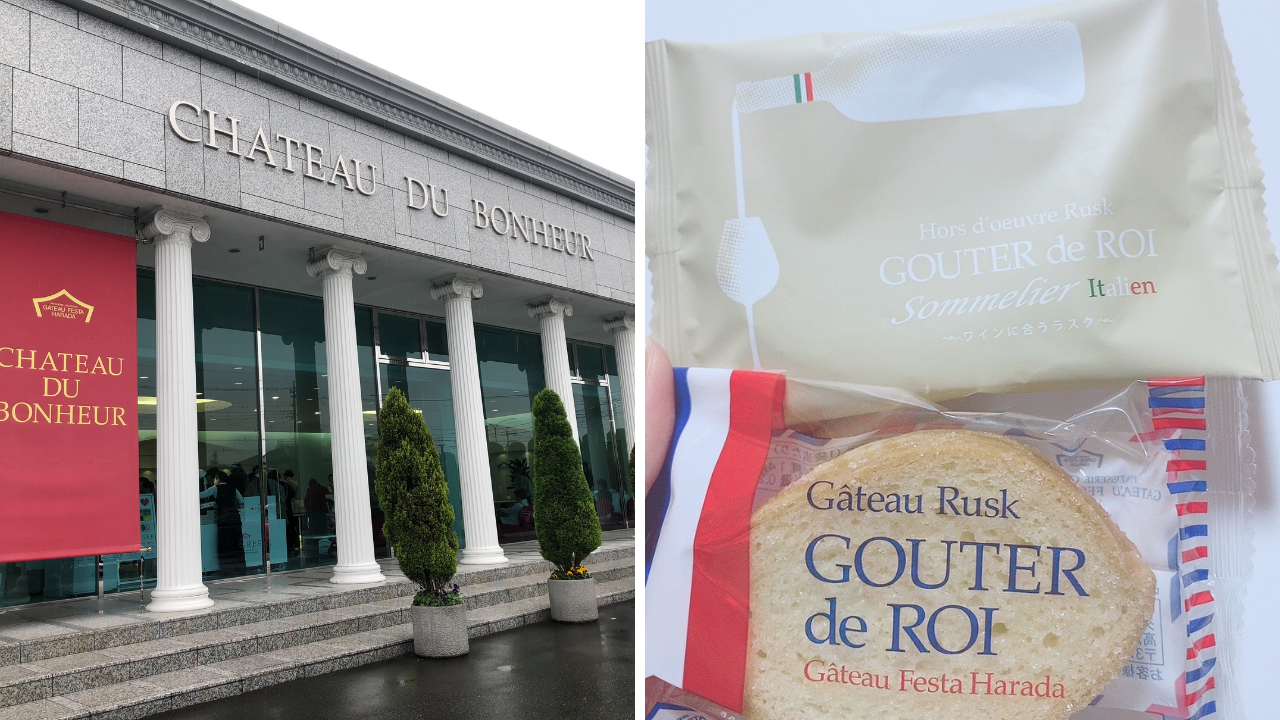 CHATEAU DU BONHEUR
GATEAU FESTA
HARADA
CHATEAU
DU
BONHEUR
Hors d'oeuvre Rusk
GOUTER de ROI
Sommelier Italien
〜ワインに合うラスク〜
Gâteau Rusk
GOUTER
de ROI
Gâteau Festa Harada